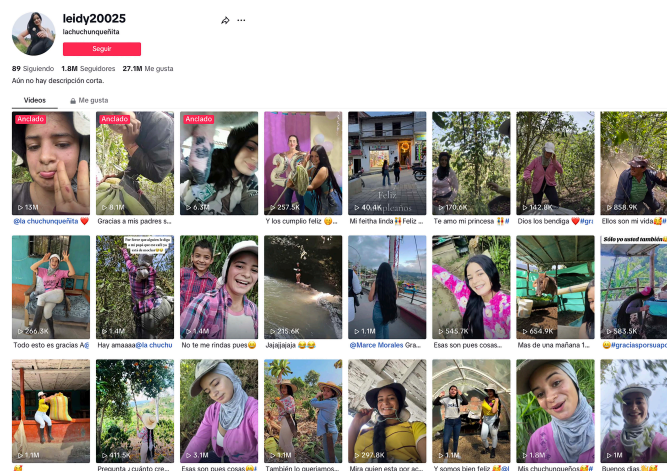 leidy20025
lachuchunqueñita
Seguir
89 Siguiendo 1.8M Seguidores 27.1M Me gusta
Aún no hay descripción corta.
Videos Me gusta
Anclado Anclado Anclado
13M 8.1M 6.3M 257.5K 40.4K 170.6K 142.8K 858.9K
Feliz
@la chuchunqueñita ❤️ Gracias a mis padres s... Y los cumplio feliz 😁... Mi feitha linda👯Feliz ... Te amo mi princesa 👯# Dios los bendiga ❤️#gra Ellos son mi vida🥰#
Sólo yo usted también
266.3K 1.4M 1.4M 215.6K 1.1M 545.7K 654.9K 583.5K
Todo esto es gracias A@ Hay amaaaa@la chuchu No te me rindas pues😄 Jajajajaja 😂😂 @Marce Morales Gra... Esas son pues cosas... Mas de una mañana 1... 😄#graciasporsuapo
1.1M 411.5K 3.1M 1.1M 297.8K 1.1M 1.8M 1M
🥰 Pregunta ¿cuánto cre... Esas son pues cosas También lo queriamos... Mira quien esta por ac... Y somos bien feliz 🥰@l Mis chuchunqueños🥰# Buenos dias